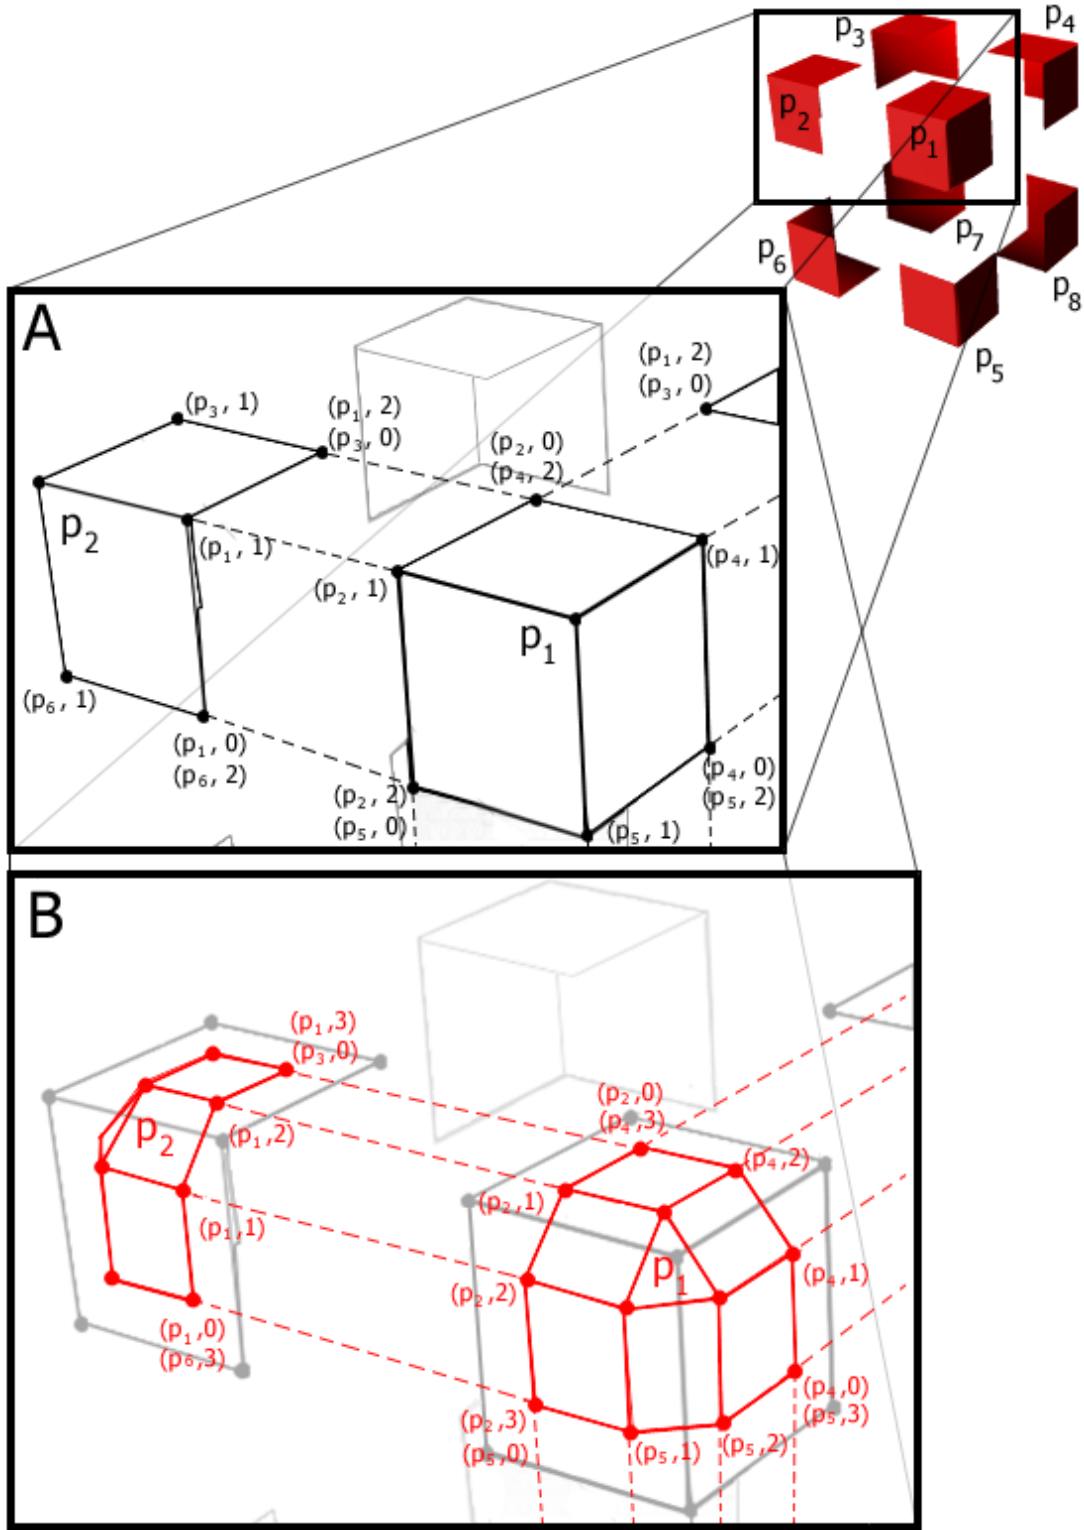 p₃
p₄
p₂
p₁
p₇
p₆
p₈
p₅
A
(p₁, 2)
(p₃, 0)
(p₃, 1)
(p₁, 2)
(p₃, 0)
(p₂, 0)
(p₄, 2)
p₂
(p₁, 1)
(p₄, 1)
(p₂, 1)
p₁
(p₆, 1)
(p₁, 0)
(p₆, 2)
(p₄, 0)
(p₅, 2)
(p₂, 2)
(p₅, 0)
(p₅, 1)
B
(p₁,3)
(p₃,0)
(p₂,0)
(p₄,3)
p₂
(p₁,2)
(p₄,2)
(p₂,1)
(p₁,1)
p₁
(p₄,1)
(p₂,2)
(p₁,0)
(p₆,3)
(p₄,0)
(p₅,3)
(p₂,3)
(p₅,0)
(p₅,1)
(p₅,2)